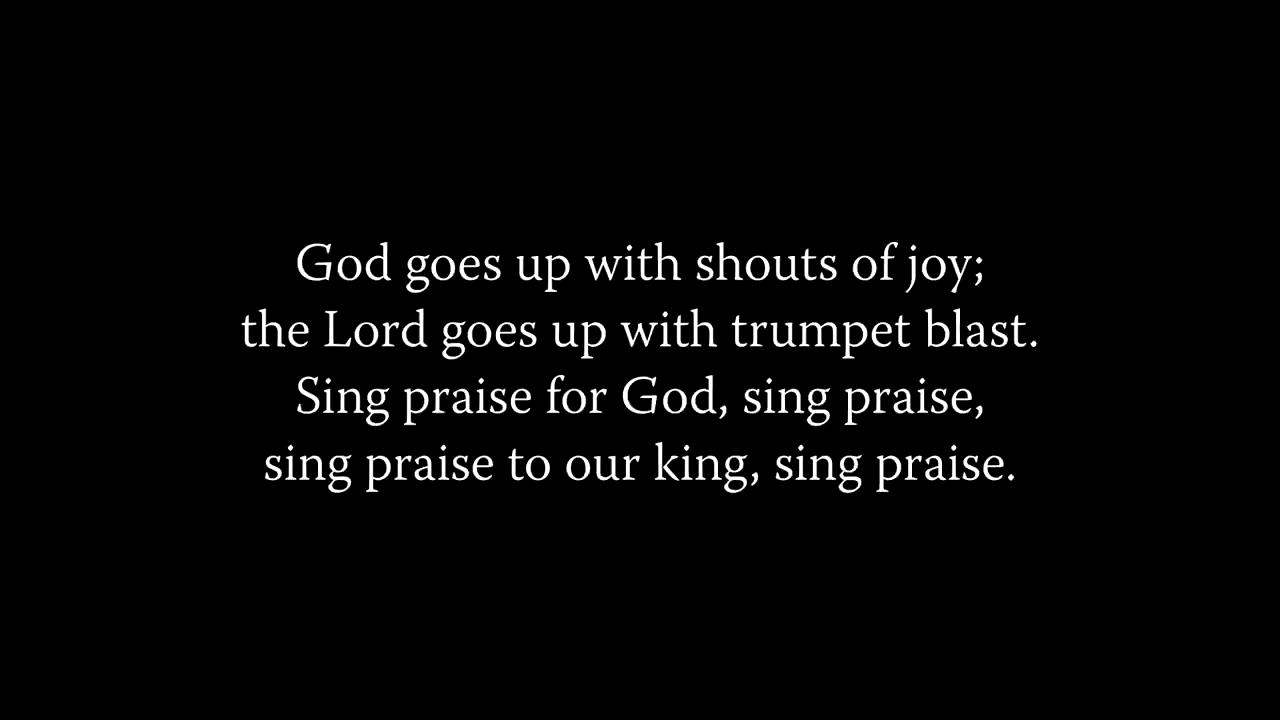 God goes up with shouts of joy;
the Lord goes up with trumpet blast.
Sing praise for God, sing praise,
sing praise to our king, sing praise.